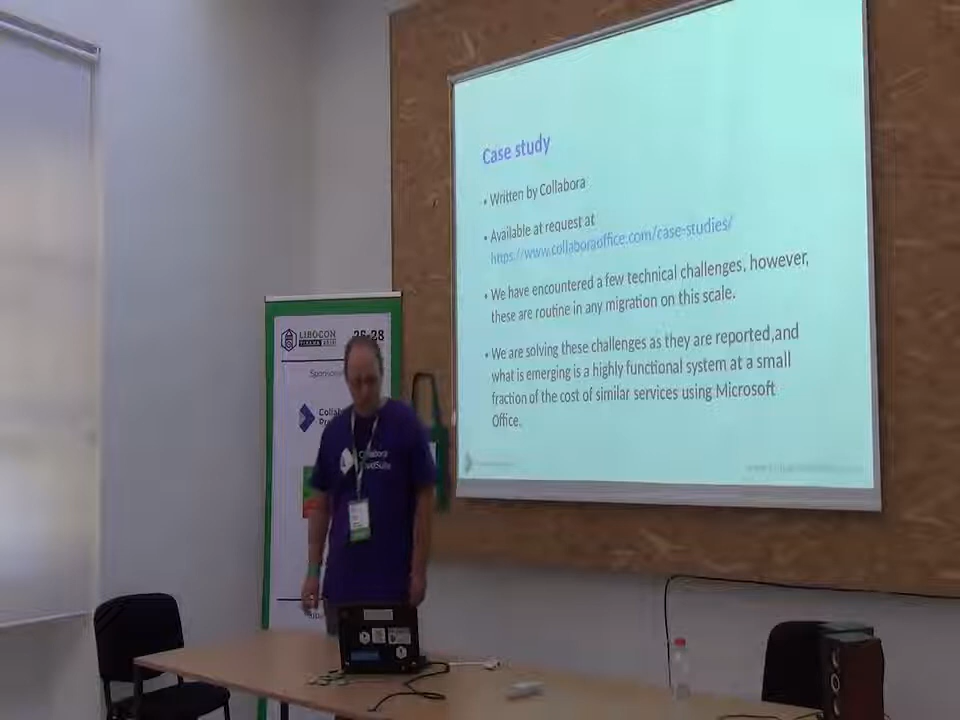 Case study
• Written by Collabora
• Available at request at
https://www.collaboraoffice.com/case-studies/
• We have encountered a few technical challenges, however,
these are routine in any migration on this scale.
• We are solving these challenges as they are reported,and
what is emerging is a highly functional system at a small
fraction of the cost of similar services using Microsoft
Office.
LIBOCON
26-28
Collabora